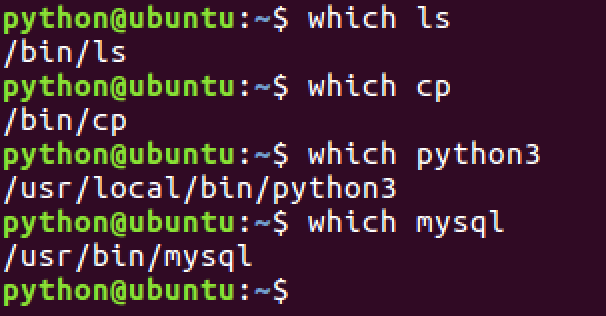 python@ubuntu:~$ which ls
/bin/ls
python@ubuntu:~$ which cp
/bin/cp
python@ubuntu:~$ which python3
/usr/local/bin/python3
python@ubuntu:~$ which mysql
/usr/bin/mysql
python@ubuntu:~$